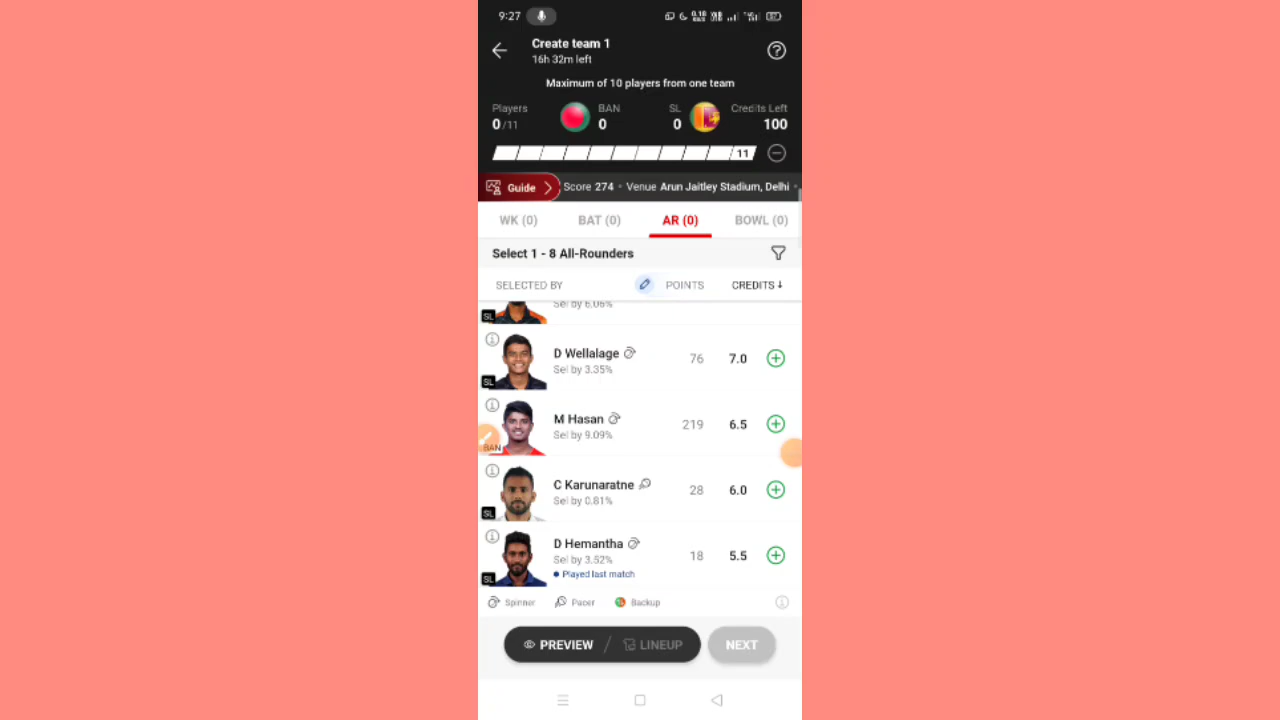 9:27
Create team 1
16h 32m left
Maximum of 10 players from one team
Players BAN SL Credits Left
0/11 0 0 100
11
Guide Score 274 • Venue Arun Jaitley Stadium, Delhi •
WK (0) BAT (0) AR (0) BOWL (0)
Select 1 - 8 All-Rounders
SELECTED BY POINTS CREDITS↓
Sel by 6.06%
SL
D Wellalage 76 7.0
Sel by 3.35%
SL
M Hasan 219 6.5
Sel by 9.09%
BAN
C Karunaratne 28 6.0
Sel by 0.81%
SL
D Hemantha 18 5.5
Sel by 3.52%
• Played last match
SL
Spinner Pacer Backup
PREVIEW / LINEUP NEXT